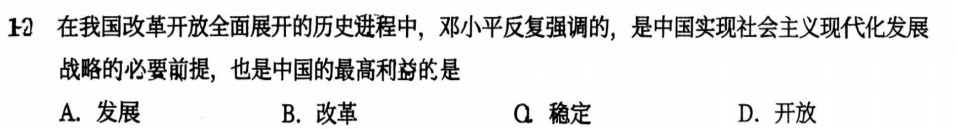 12 在我国改革开放全面展开的历史进程中，邓小平反复强调的，是中国实现社会主义现代化发展
战略的必要前提，也是中国的最高利益的是
A. 发展 B. 改革 C. 稳定 D. 开放